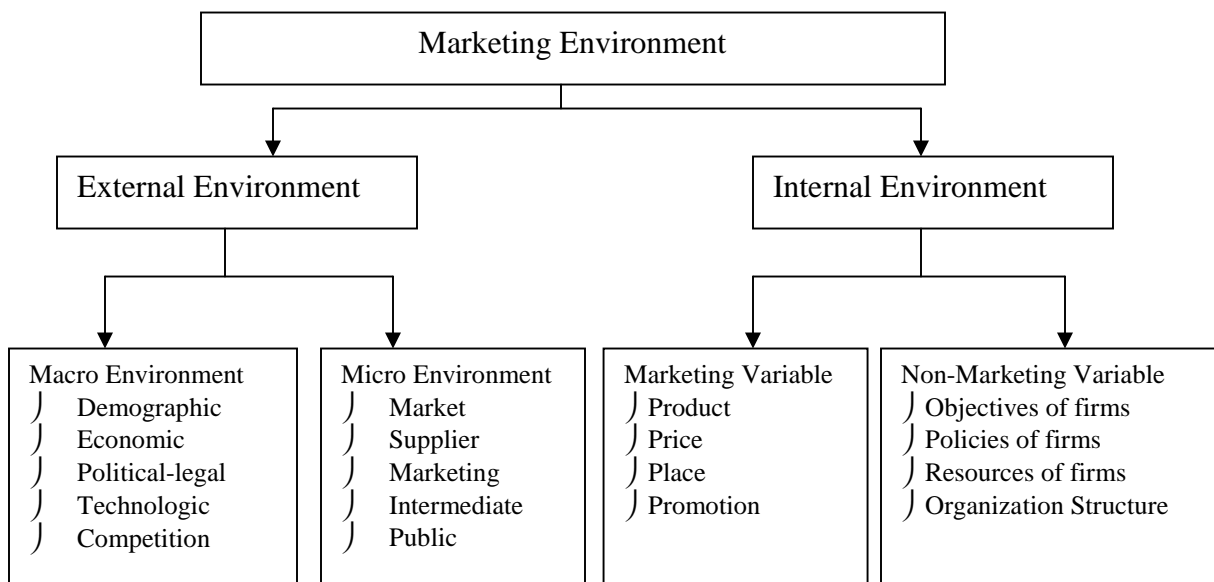 Marketing Environment
External Environment
Internal Environment
Macro Environment
⎠ Demographic
⎠ Economic
⎠ Political-legal
⎠ Technologic
⎠ Competition
Micro Environment
⎠ Market
⎠ Supplier
⎠ Marketing
⎠ Intermediate
⎠ Public
Marketing Variable
⎠ Product
⎠ Price
⎠ Place
⎠ Promotion
Non-Marketing Variable
⎠ Objectives of firms
⎠ Policies of firms
⎠ Resources of firms
⎠ Organization Structure